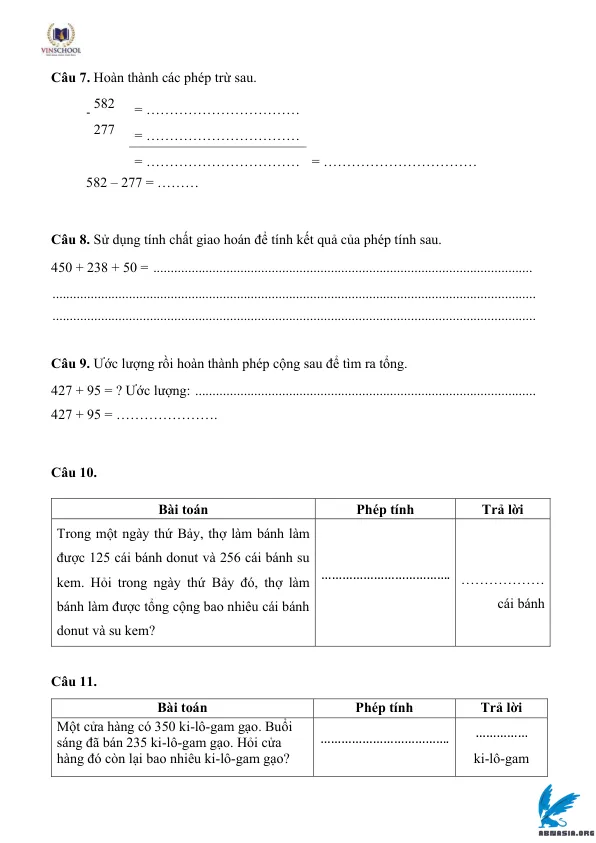 VINSCHOOL
Câu 7. Hoàn thành các phép trừ sau.
582 = ……………………………
-
277 = ……………………………
= …………………………… = ……………………………
582 – 277 = ………
Câu 8. Sử dụng tính chất giao hoán để tính kết quả của phép tính sau.
450 + 238 + 50 = ............................................................................................................
..........................................................................................................................................
..........................................................................................................................................
Câu 9. Ước lượng rồi hoàn thành phép cộng sau để tìm ra tổng.
427 + 95 = ? Ước lượng: .................................................................................................
427 + 95 = ………………….
Câu 10.
Bài toán Phép tính Trả lời
Trong một ngày thứ Bảy, thợ làm bánh làm
được 125 cái bánh donut và 256 cái bánh su
kem. Hỏi trong ngày thứ Bảy đó, thợ làm
bánh làm được tổng cộng bao nhiêu cái bánh
donut và su kem?
……………………………….
………………
cái bánh
Câu 11.
Bài toán Phép tính Trả lời
Một cửa hàng có 350 ki-lô-gam gạo. Buổi
sáng đã bán 235 ki-lô-gam gạo. Hỏi cửa
hàng đó còn lại bao nhiêu ki-lô-gam gạo?
……………………………….
……………
ki-lô-gam
ABNASIA.ORG